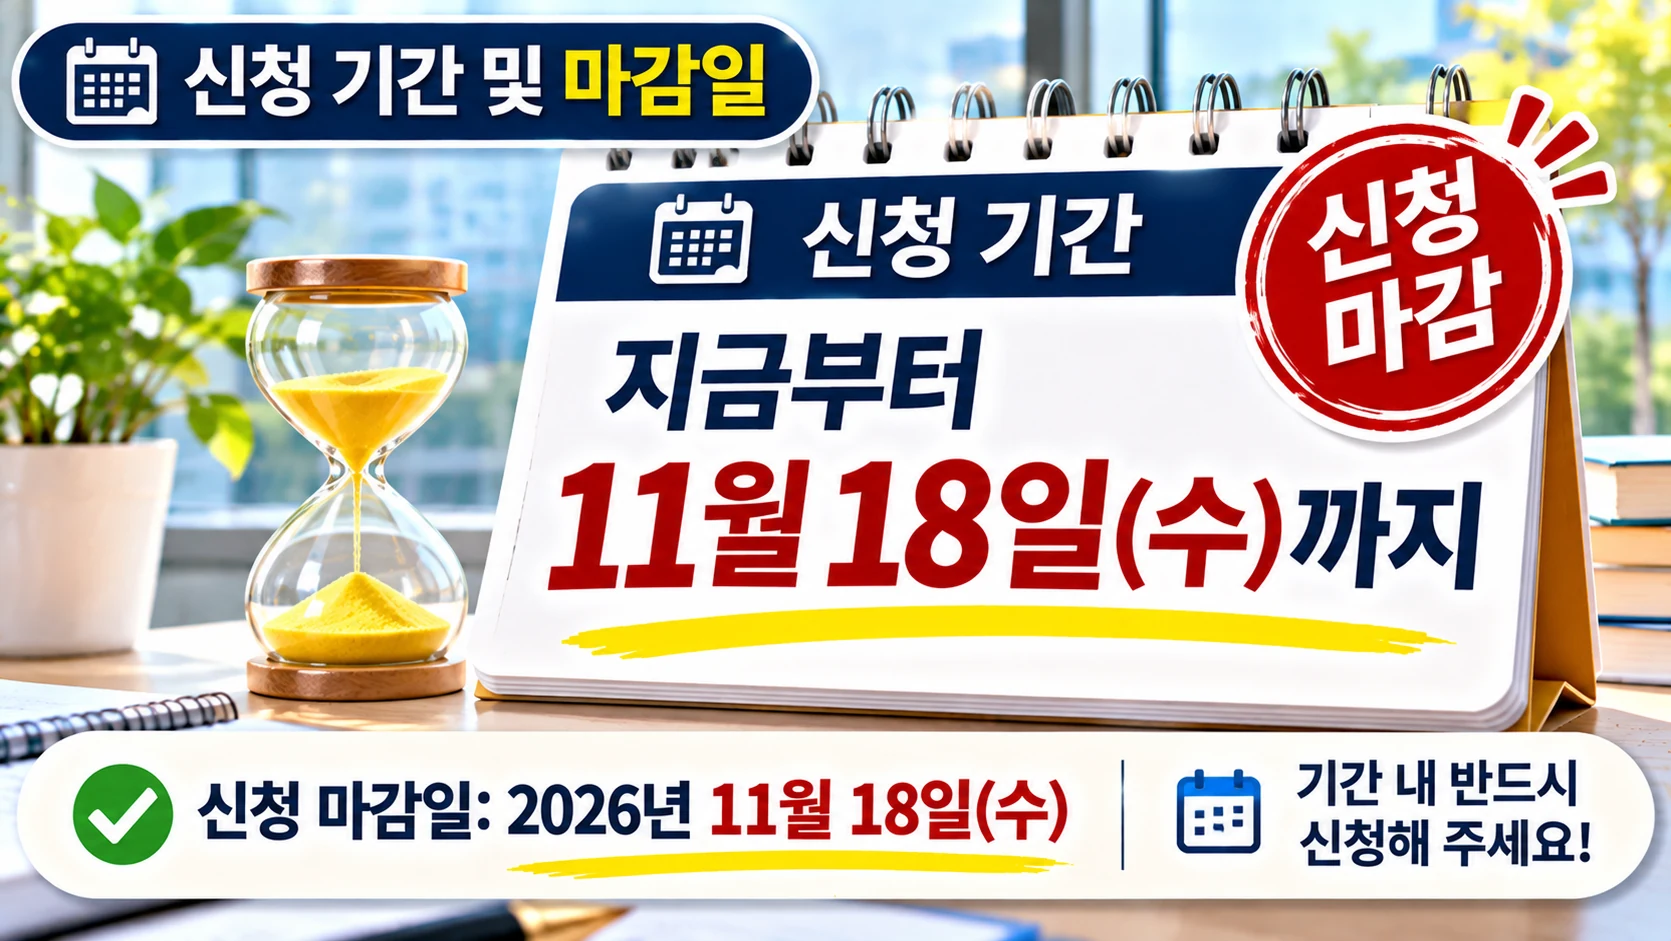 신청 기간 및 마감일
신청 기간
신청
마감
지금부터
11월 18일(수)까지
신청 마감일: 2026년 11월 18일(수)
기간 내 반드시
신청해 주세요!